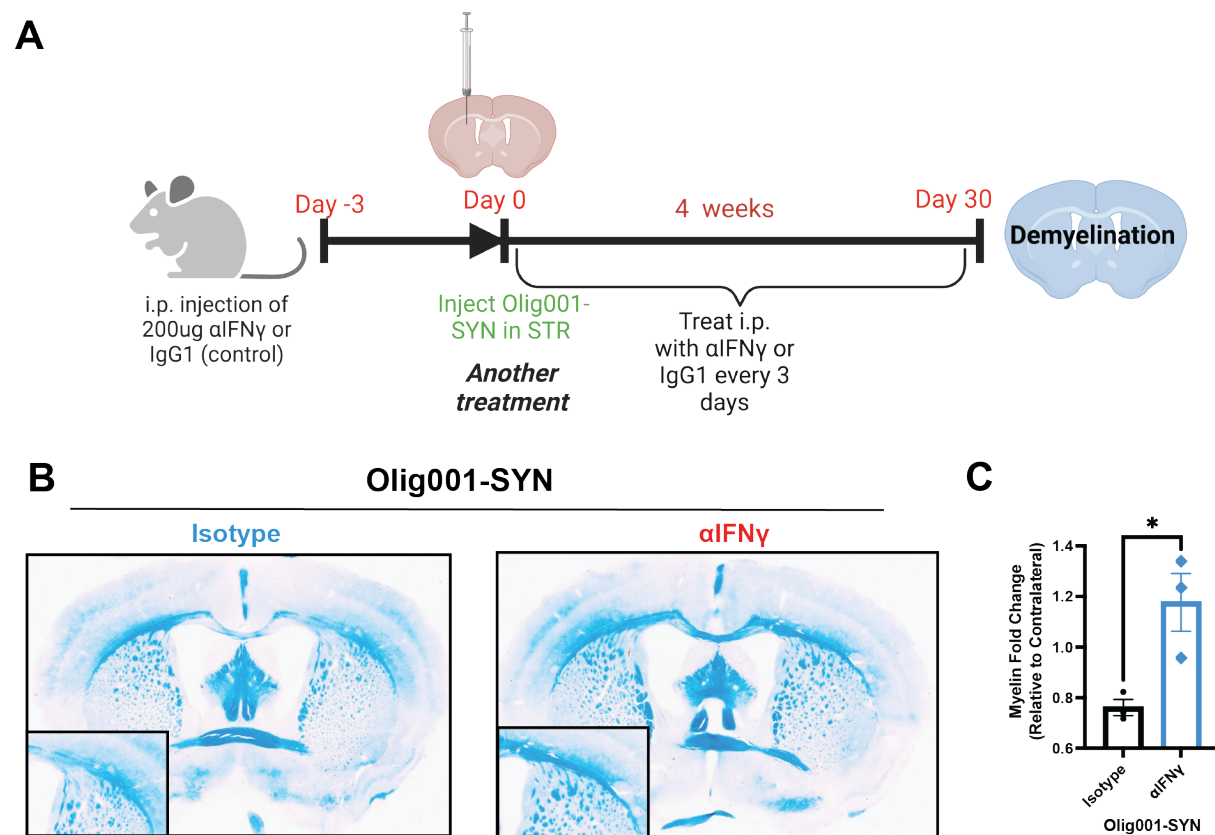 A
Day -3
Day 0
4 weeks
Day 30
Demyelination
i.p. injection of
200ug αIFNγ or
IgG1 (control)
Inject Olig001-
SYN in STR
Another
treatment
Treat i.p.
with αIFNγ or
IgG1 every 3
days
B
Olig001-SYN
Isotype
αIFNγ
C
*
Myelin Fold Change
(Relative to Contralateral)
1.4
1.2
1.0
0.8
0.6
Isotype
αIFNγ
Olig001-SYN